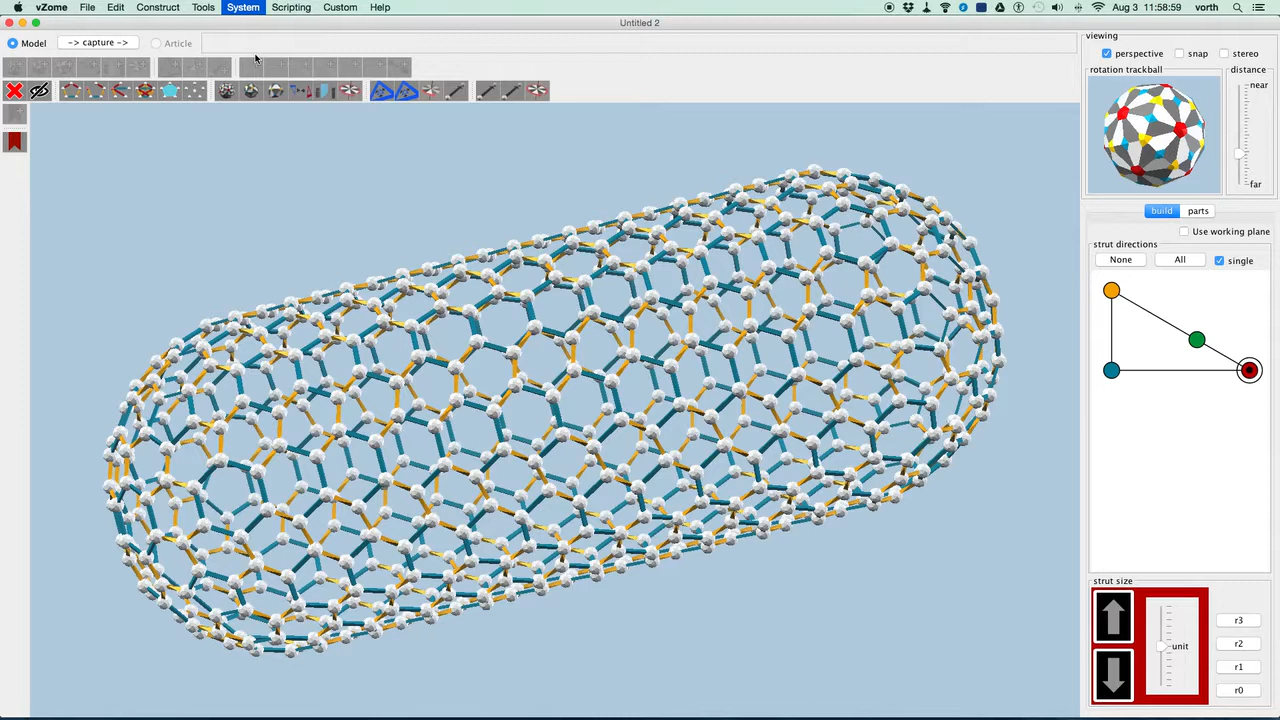 vZome File Edit Construct Tools System Scripting Custom Help Aug 3 11:58:59 vorth
Untitled 2
Model -> capture -> Article
viewing
perspective snap stereo
rotation trackball distance
near
far
build parts
Use working plane
strut directions
None All single
strut size
unit
r3
r2
r1
r0